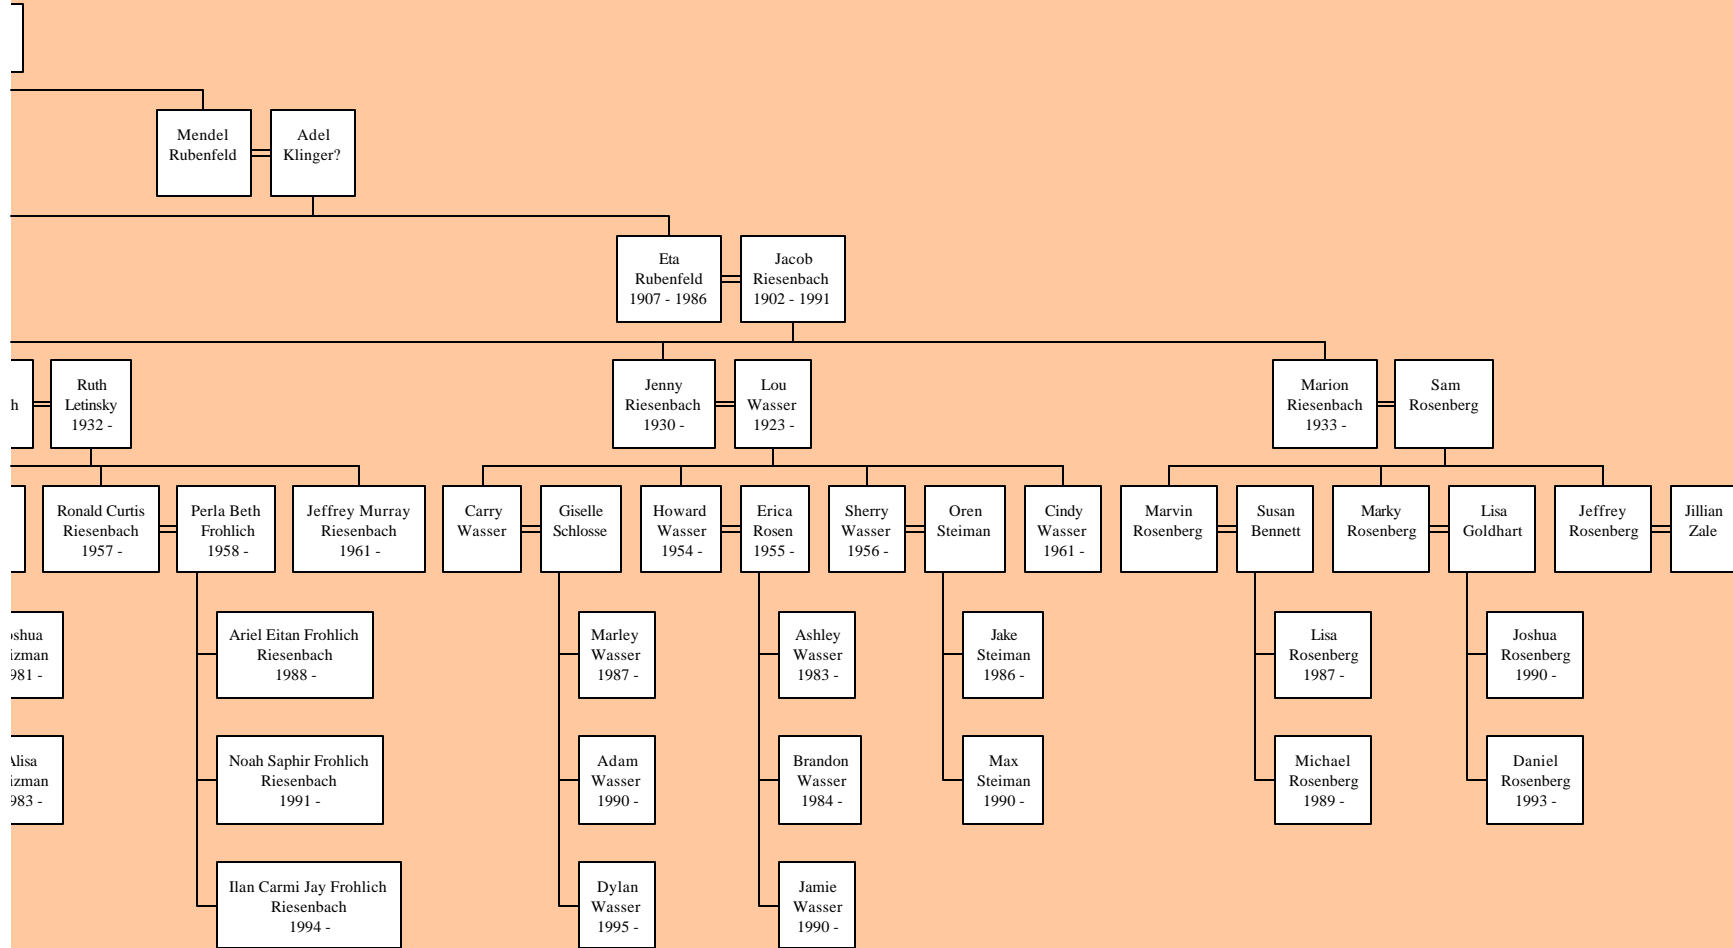 Mendel
Rubenfeld
Adel
Klinger?
Eta
Rubenfeld
1907 - 1986
Jacob
Riesenbach
1902 - 1991
Ruth
Letinsky
1932 -
Jenny
Riesenbach
1930 -
Lou
Wasser
1923 -
Marion
Riesenbach
1933 -
Sam
Rosenberg
Ronald Curtis
Riesenbach
1957 -
Perla Beth
Frohlich
1958 -
Jeffrey Murray
Riesenbach
1961 -
Carry
Wasser
Giselle
Schlosse
Howard
Wasser
1954 -
Erica
Rosen
1955 -
Sherry
Wasser
1956 -
Oren
Steiman
Cindy
Wasser
1961 -
Marvin
Rosenberg
Susan
Bennett
Marky
Rosenberg
Lisa
Goldhart
Jeffrey
Rosenberg
Jillian
Zale
Ariel Eitan Frohlich
Riesenbach
1988 -
Marley
Wasser
1987 -
Ashley
Wasser
1983 -
Jake
Steiman
1986 -
Lisa
Rosenberg
1987 -
Joshua
Rosenberg
1990 -
Noah Saphir Frohlich
Riesenbach
1991 -
Adam
Wasser
1990 -
Brandon
Wasser
1984 -
Max
Steiman
1990 -
Michael
Rosenberg
1989 -
Daniel
Rosenberg
1993 -
Ilan Carmi Jay Frohlich
Riesenbach
1994 -
Dylan
Wasser
1995 -
Jamie
Wasser
1990 -